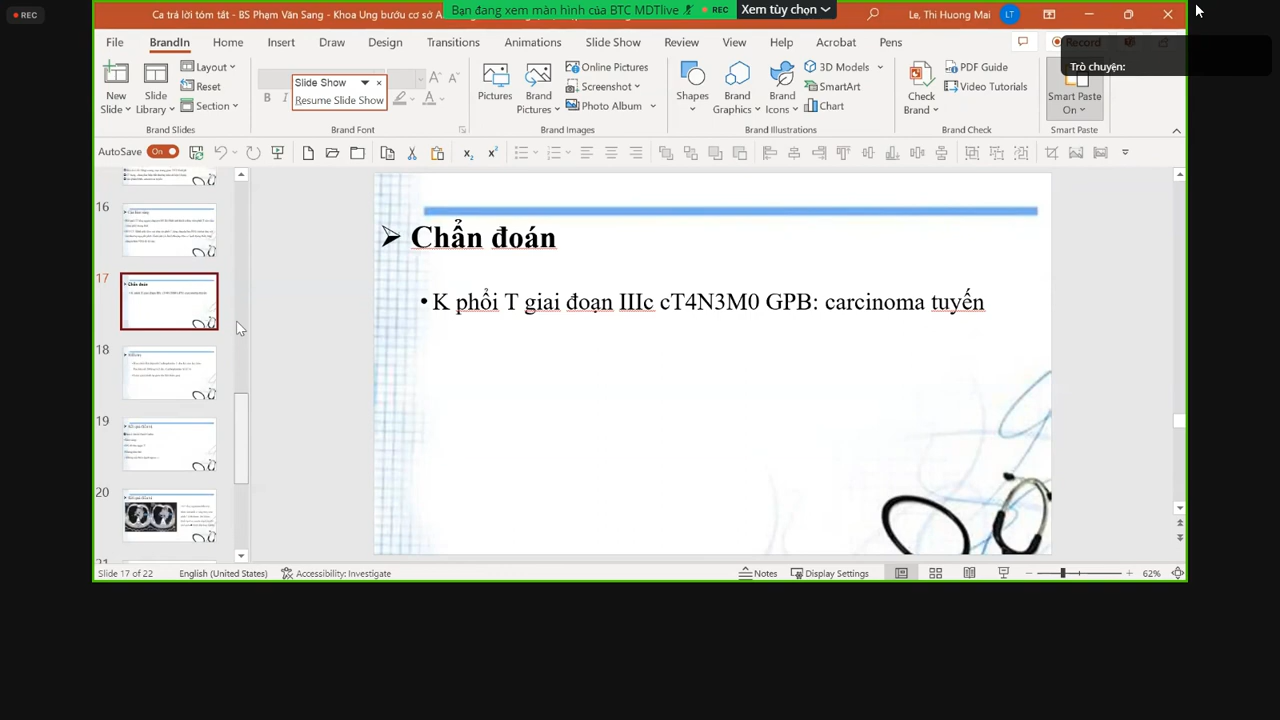 REC
Ca trả lời tóm tắt - BS Phạm Văn Sang - Khoa Ung bướu cơ sở
Bạn đang xem màn hình của BTC MDTlive
REC
Xem tùy chọn
Le, Thi Huong Mai
LT
File BrandIn Home Insert Draw Design Transitions Animations Slide Show Review View Help Acrobat Pens
Record
Trò chuyện:
New Slide
Slide Library
Layout
Reset
Section
Brand Slides
Slide Show
Resume Slide Show
B I
Brand Font
Pictures
Brand Pictures
Online Pictures
Screenshot
Photo Album
Brand Images
Shapes
Brand Graphics
Brand Icons
3D Models
SmartArt
Chart
Brand Illustrations
Check Brand
PDF Guide
Video Tutorials
Brand Check
Smart Paste On
Smart Paste
AutoSave On
16
17
18
19
20
Chẩn đoán
• K phổi T giai đoạn IIIc cT4N3M0 GPB: carcinoma tuyến
Slide 17 of 22 English (United States) Accessibility: Investigate Notes Display Settings 62%